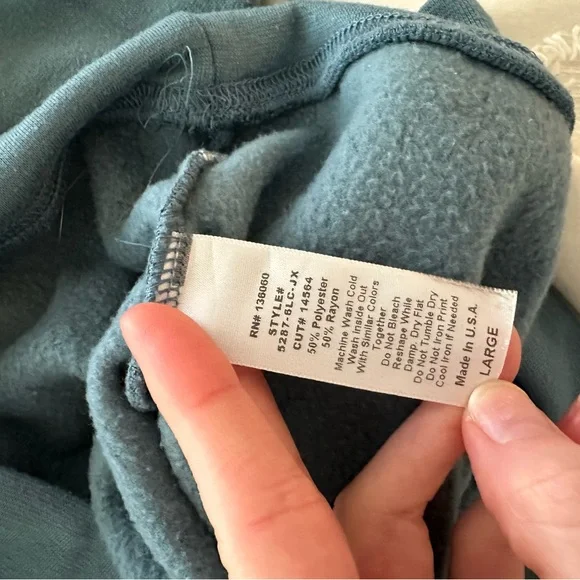 RN# 136060
STYLE#
5287-6LC-JX
CUT# 14564
50% Polyester
50% Rayon
Machine Wash Cold
Wash Inside Out
With Similar Colors
Together
Do Not Bleach
Reshape While
Damp, Dry Flat
Do Not Tumble Dry
Do Not Iron Print
Cool Iron if Needed
Made In U.S.A.
LARGE